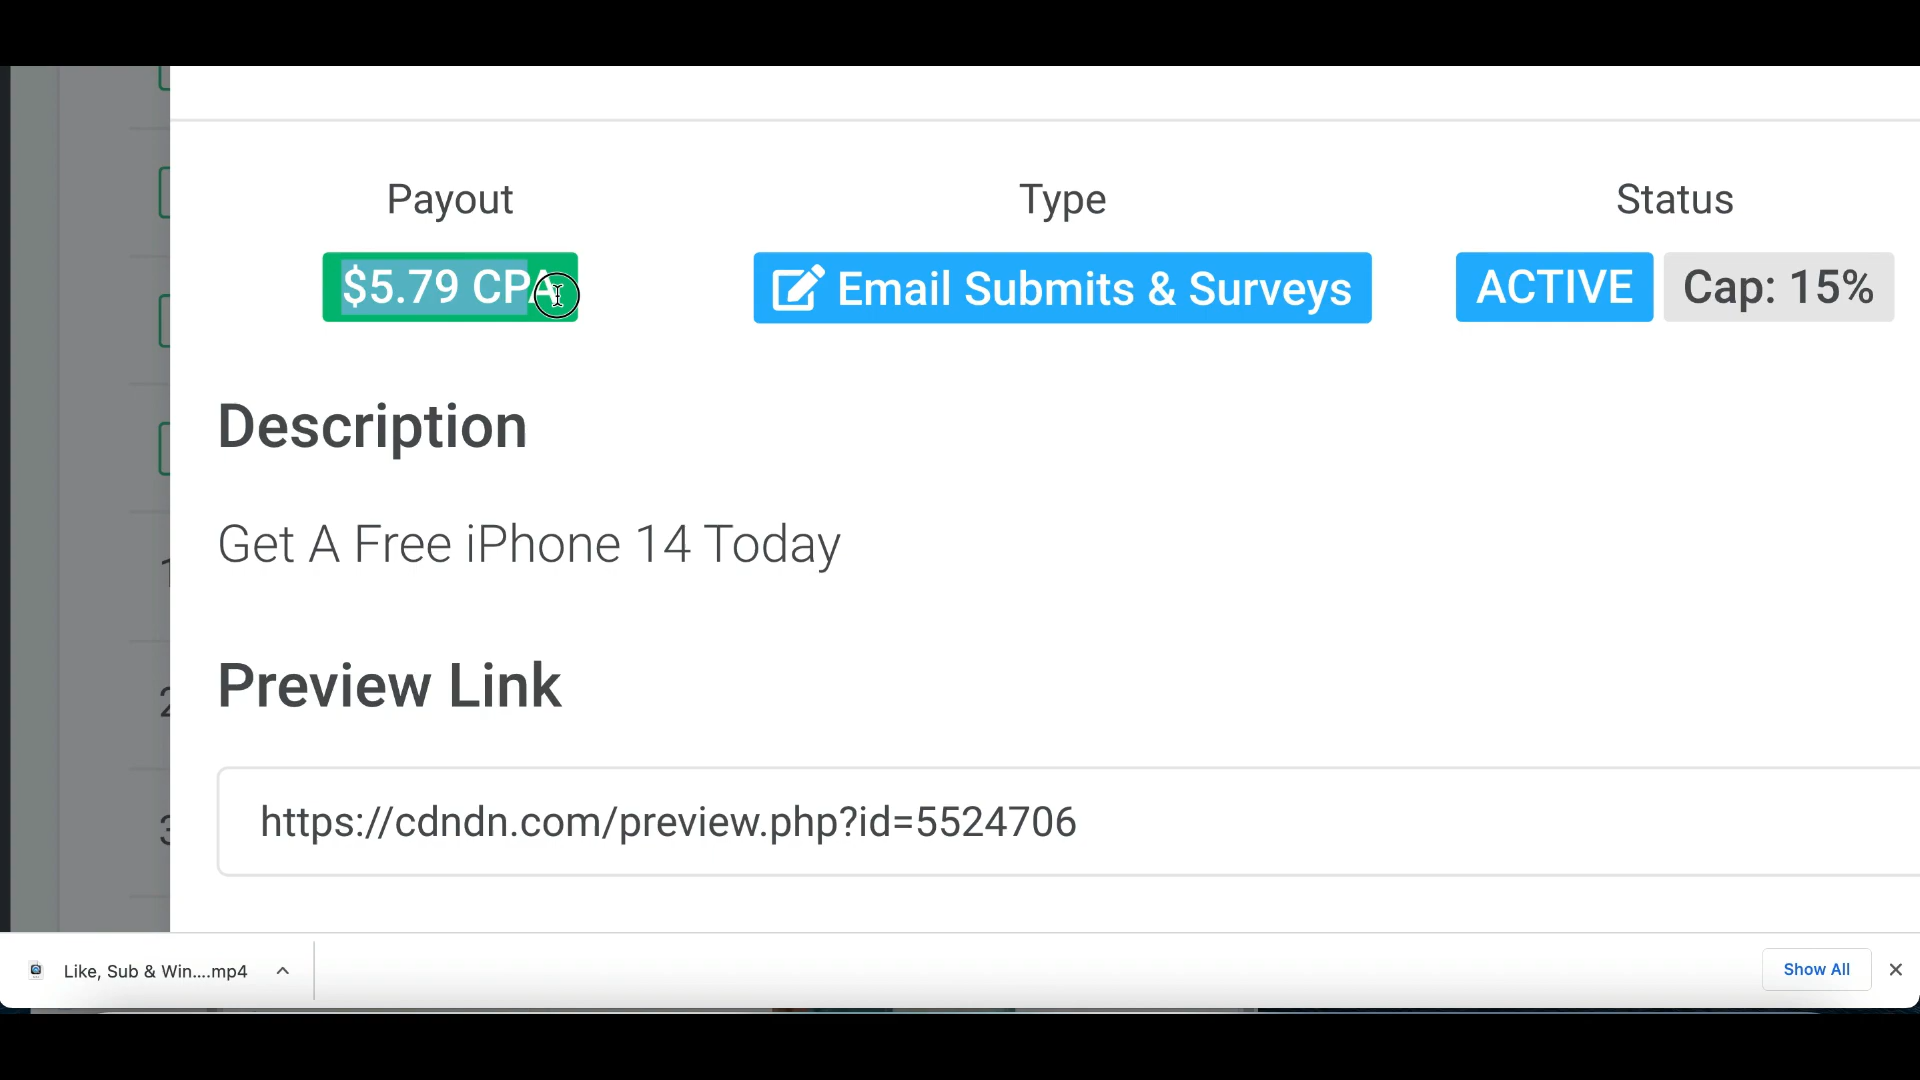 Payout
Type
Status
$5.79 CPA
Email Submits & Surveys
ACTIVE
Cap: 15%
Description
Get A Free iPhone 14 Today
Preview Link
https://cdndn.com/preview.php?id=5524706
Like, Sub & Win....mp4
Show All